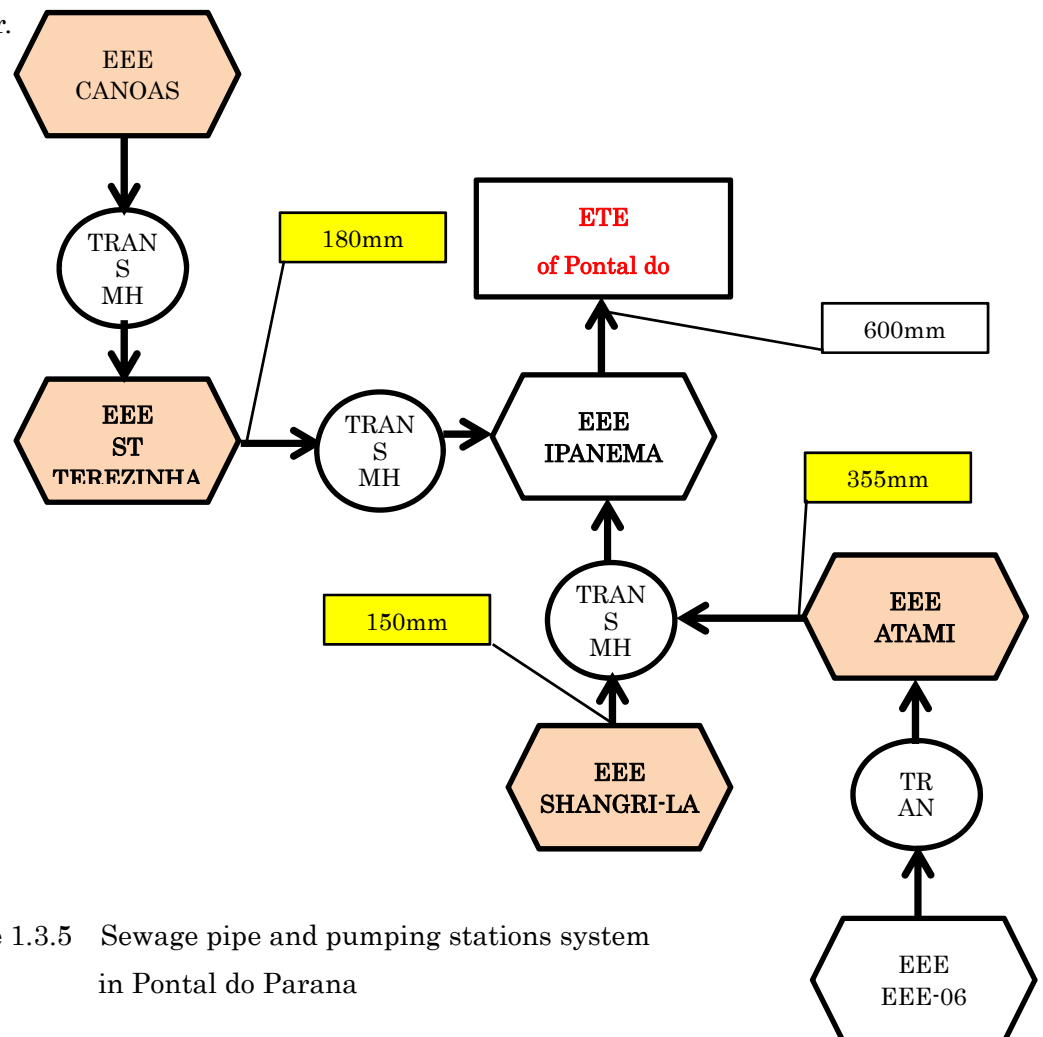 r.
EEE
CANOAS
TRAN
S
MH
180mm
ETE
of Pontal do
600mm
EEE
ST
TEREZINHA
TRAN
S
MH
EEE
IPANEMA
355mm
150mm
TRAN
S
MH
EEE
ATAMI
EEE
SHANGRI-LA
TR
AN
e 1.3.5 Sewage pipe and pumping stations system
in Pontal do Parana
EEE
EEE-06